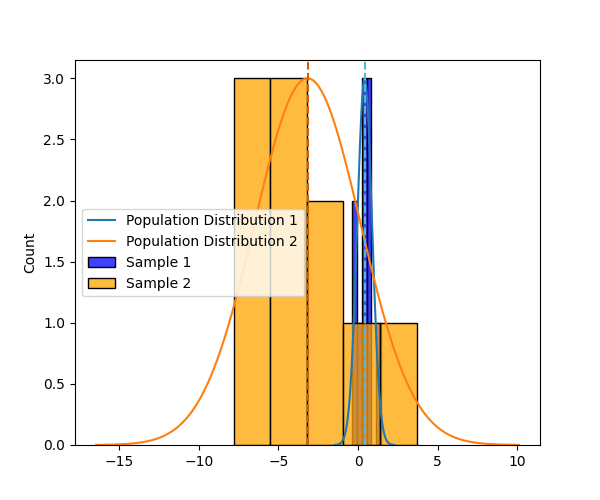 3.0
2.5
2.0
1.5
1.0
0.5
0.0
Count
Population Distribution 1
Population Distribution 2
Sample 1
Sample 2
−15 −10 −5 0 5 10